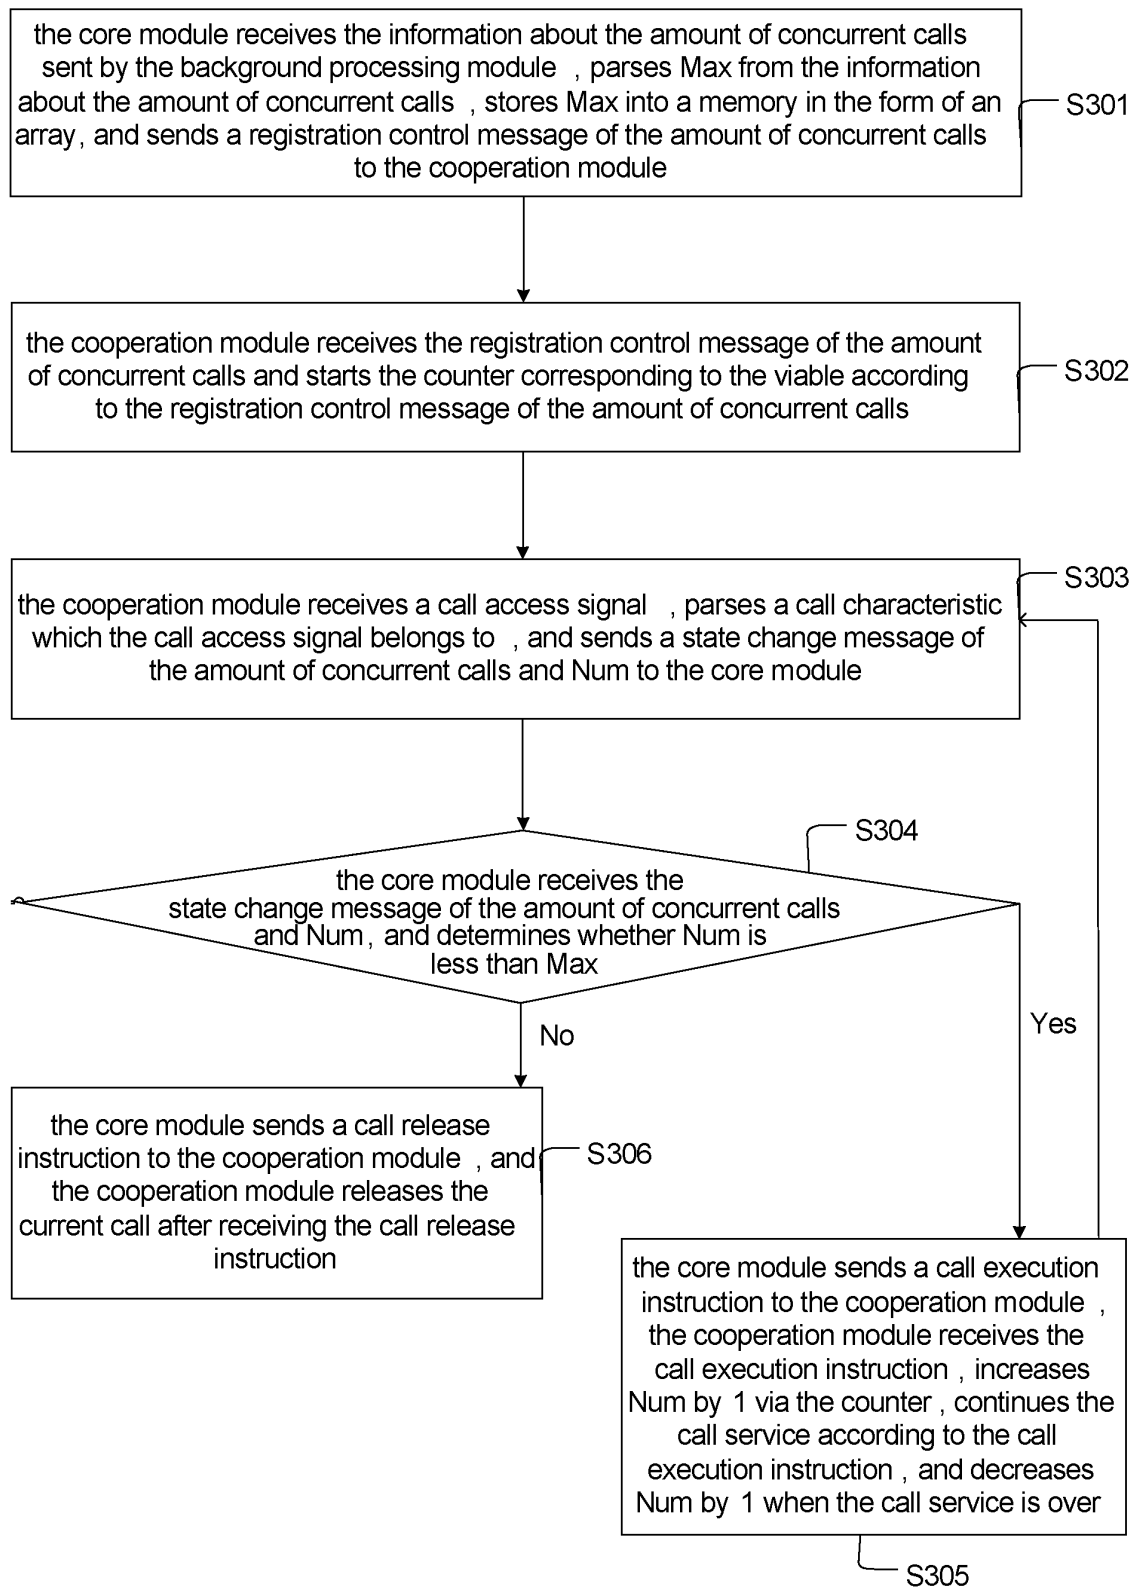 the core module receives the information about the amount of concurrent calls
sent by the background processing module , parses Max from the information
about the amount of concurrent calls , stores Max into a memory in the form of an
array, and sends a registration control message of the amount of concurrent calls
to the cooperation module
S301
the cooperation module receives the registration control message of the amount
of concurrent calls and starts the counter corresponding to the viable according
to the registration control message of the amount of concurrent calls
S302
the cooperation module receives a call access signal , parses a call characteristic
which the call access signal belongs to , and sends a state change message of
the amount of concurrent calls and Num to the core module
S303
S304
the core module receives the
state change message of the amount of concurrent calls
and Num, and determines whether Num is
less than Max
No
Yes
the core module sends a call release
instruction to the cooperation module , and
the cooperation module releases the
current call after receiving the call release
instruction
S306
the core module sends a call execution
instruction to the cooperation module ,
the cooperation module receives the
call execution instruction , increases
Num by 1 via the counter , continues the
call service according to the call
execution instruction , and decreases
Num by 1 when the call service is over
S305